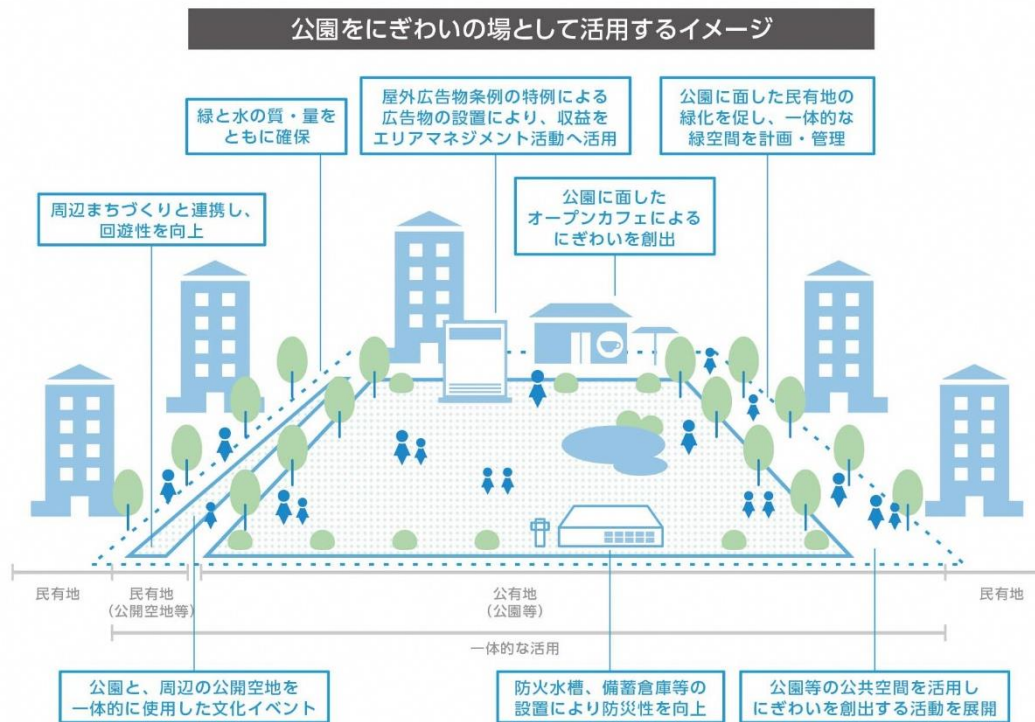 公園をにぎわいの場として活用するイメージ
緑と水の質・量を
ともに確保
屋外広告物条例の特例による
広告物の設置により、収益を
エリアマネジメント活動へ活用
公園に面した民有地の
緑化を促し、一体的な
緑空間を計画・管理
周辺まちづくりと連携し、
回遊性を向上
公園に面した
オープンカフェによる
にぎわいを創出
民有地
民有地
（公開空地等）
公有地
（公園等）
民有地
一体的な活用
公園と、周辺の公開空地を
一体的に使用した文化イベント
防火水槽、備蓄倉庫等の
設置により防災性を向上
公園等の公共空間を活用し
にぎわいを創出する活動を展開